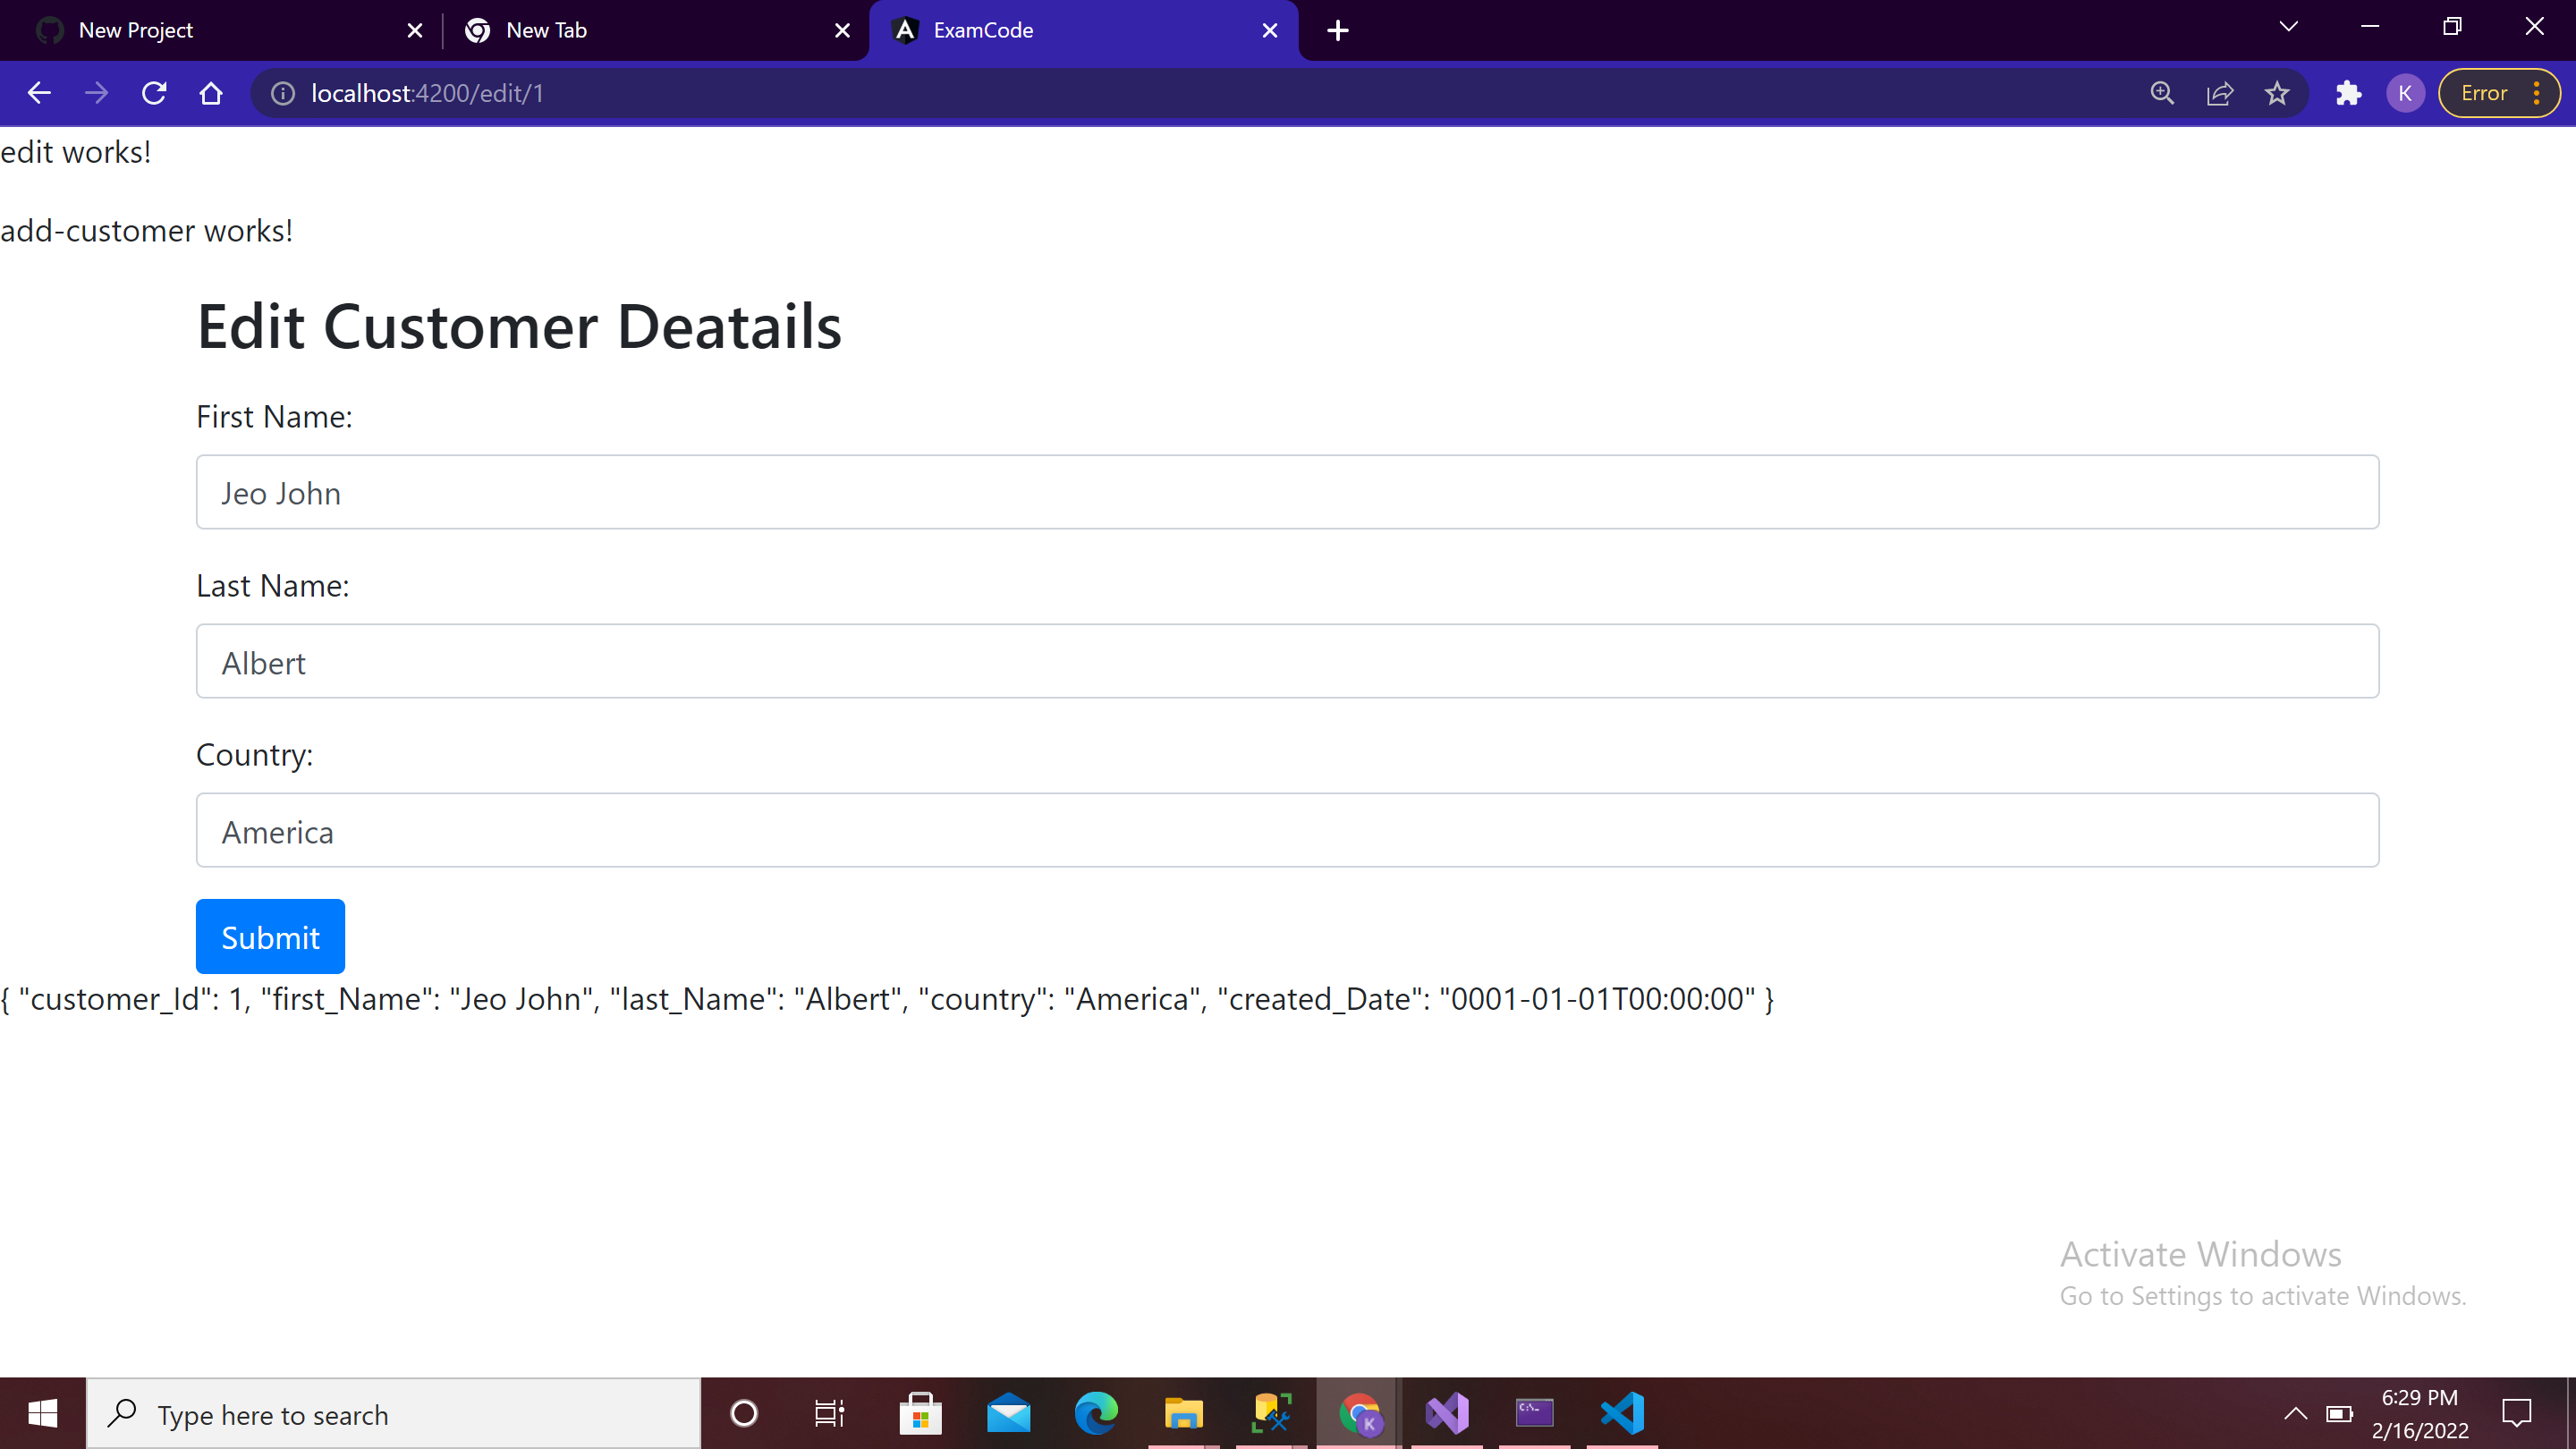 New Project
New Tab
ExamCode
localhost:4200/edit/1
K
Error
edit works!
add-customer works!
Edit Customer Deatails
First Name:
Jeo John
Last Name:
Albert
Country:
America
Submit
{ "customer_Id": 1, "first_Name": "Jeo John", "last_Name": "Albert", "country": "America", "created_Date": "0001-01-01T00:00:00" }
Activate Windows
Go to Settings to activate Windows.
Type here to search
K
6:29 PM
2/16/2022